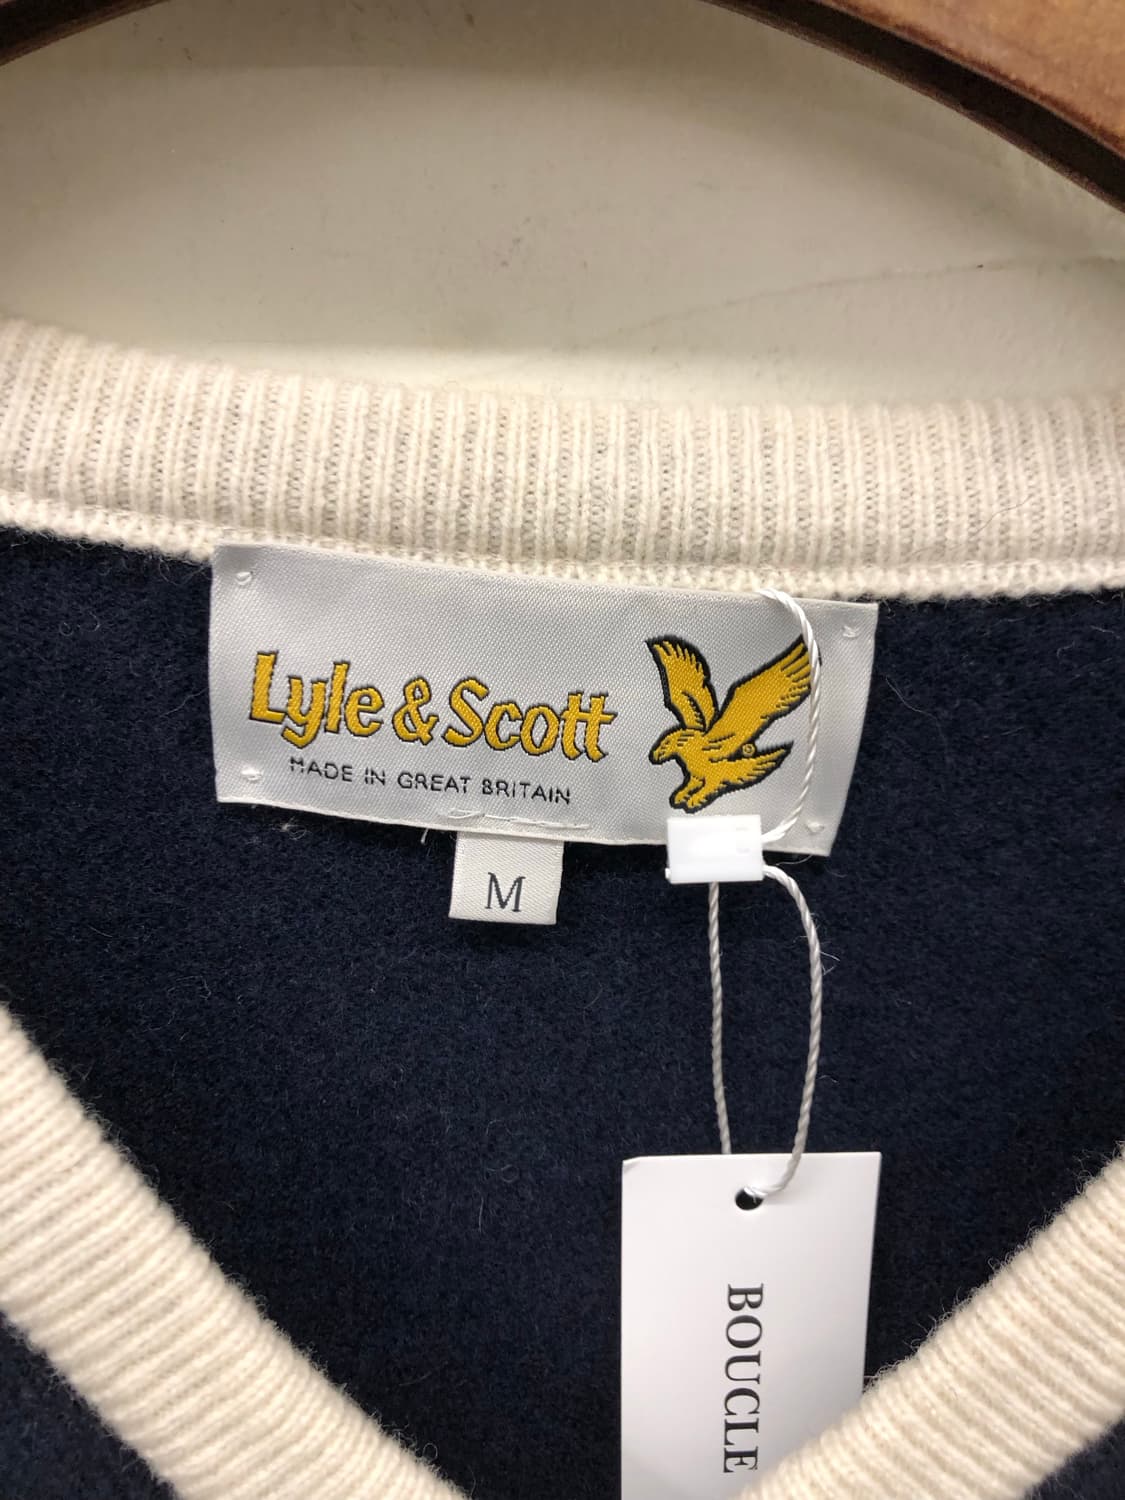 Lyle & Scott
MADE IN GREAT BRITAIN
M
BOUCLE